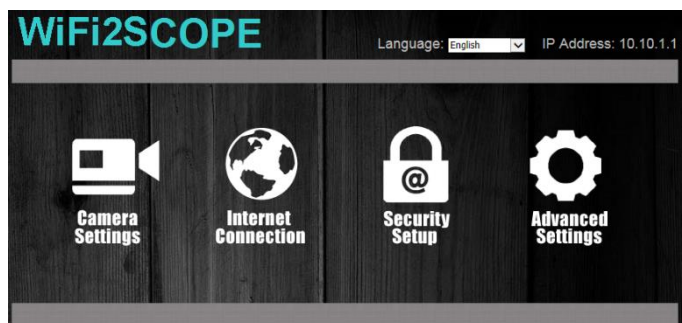 WiFi2SCOPE
Language: English IP Address: 10.10.1.1
Camera
Settings
Internet
Connection
@
Security
Setup
Advanced
Settings